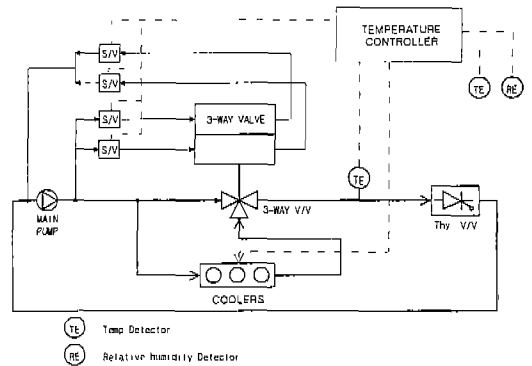 TEMPERATURE
CONTROLLER
S/V
S/V
TE
RE
S/V
3-WAY VALVE
S/V
TE
MAIN
PUMP
3-WAY V/V
Thy V/V
COOLERS
TE Temp Detector
RE Relative humidity Detector